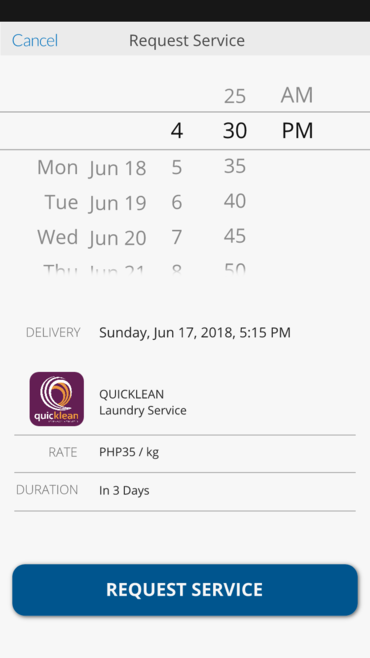 Cancel Request Service
25 AM
4 30 PM
Mon Jun 18 5 35
Tue Jun 19 6 40
Wed Jun 20 7 45
Thu Jun 21 8 50
DELIVERY Sunday, Jun 17, 2018, 5:15 PM
quicklean
QUICKLEAN
Laundry Service
RATE PHP35 / kg
DURATION In 3 Days
REQUEST SERVICE